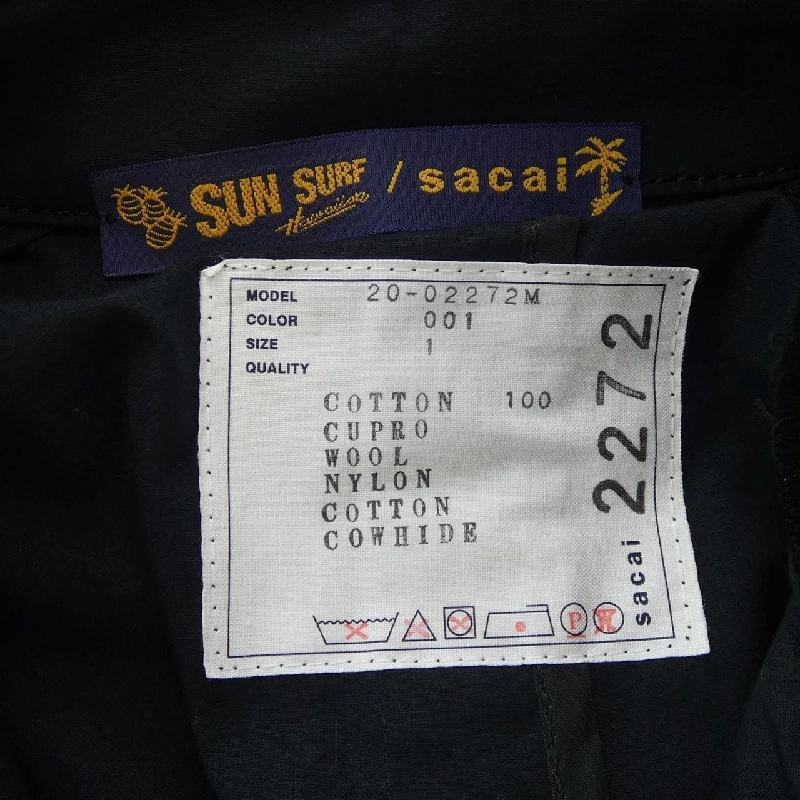 SUN SURF / sacai
Hawaiian
MODEL 20-02272M
COLOR 001
SIZE 1
QUALITY
COTTON 100
CUPRO
WOOL
NYLON
COTTON
COWHIDE
P W
sacai 2272